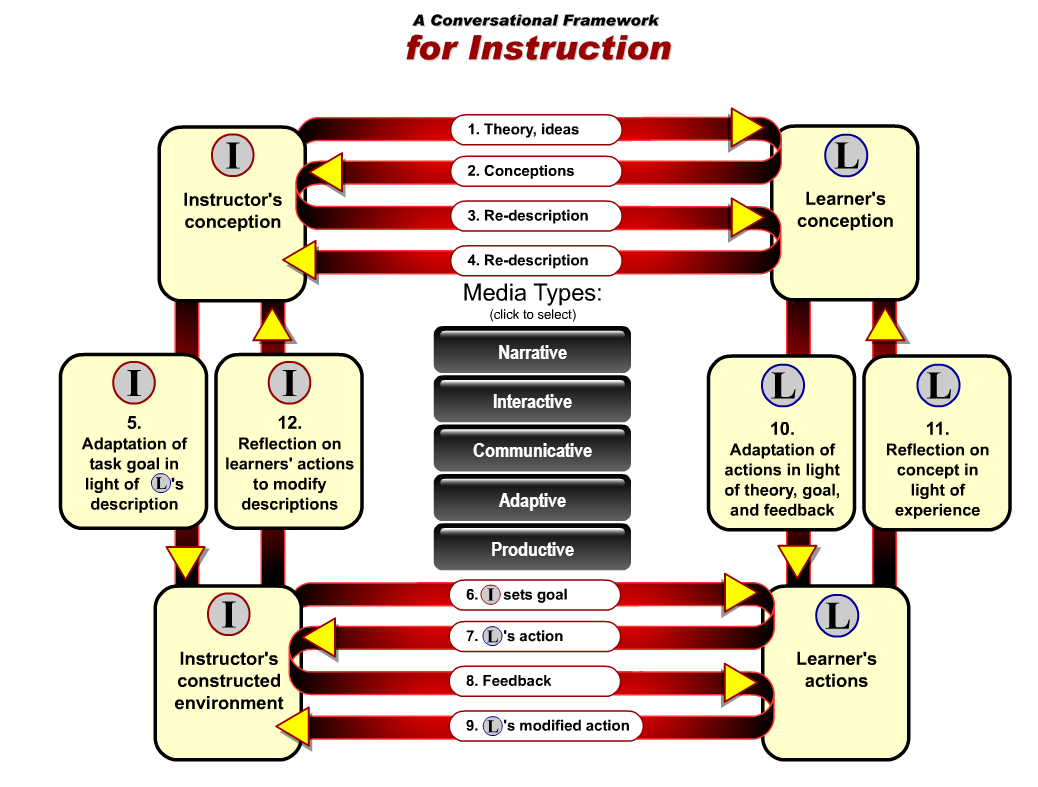 A Conversational Framework
for Instruction
I
Instructor's
conception
1. Theory, ideas
2. Conceptions
3. Re-description
4. Re-description
L
Learner's
conception
Media Types:
(click to select)
Narrative
Interactive
Communicative
Adaptive
Productive
I
5.
Adaptation of
task goal in
light of L's
description
I
12.
Reflection on
learners' actions
to modify
descriptions
L
10.
Adaptation of
actions in light
of theory, goal,
and feedback
L
11.
Reflection on
concept in
light of
experience
I
Instructor's
constructed
environment
6. I sets goal
7. L's action
8. Feedback
9. L's modified action
L
Learner's
actions